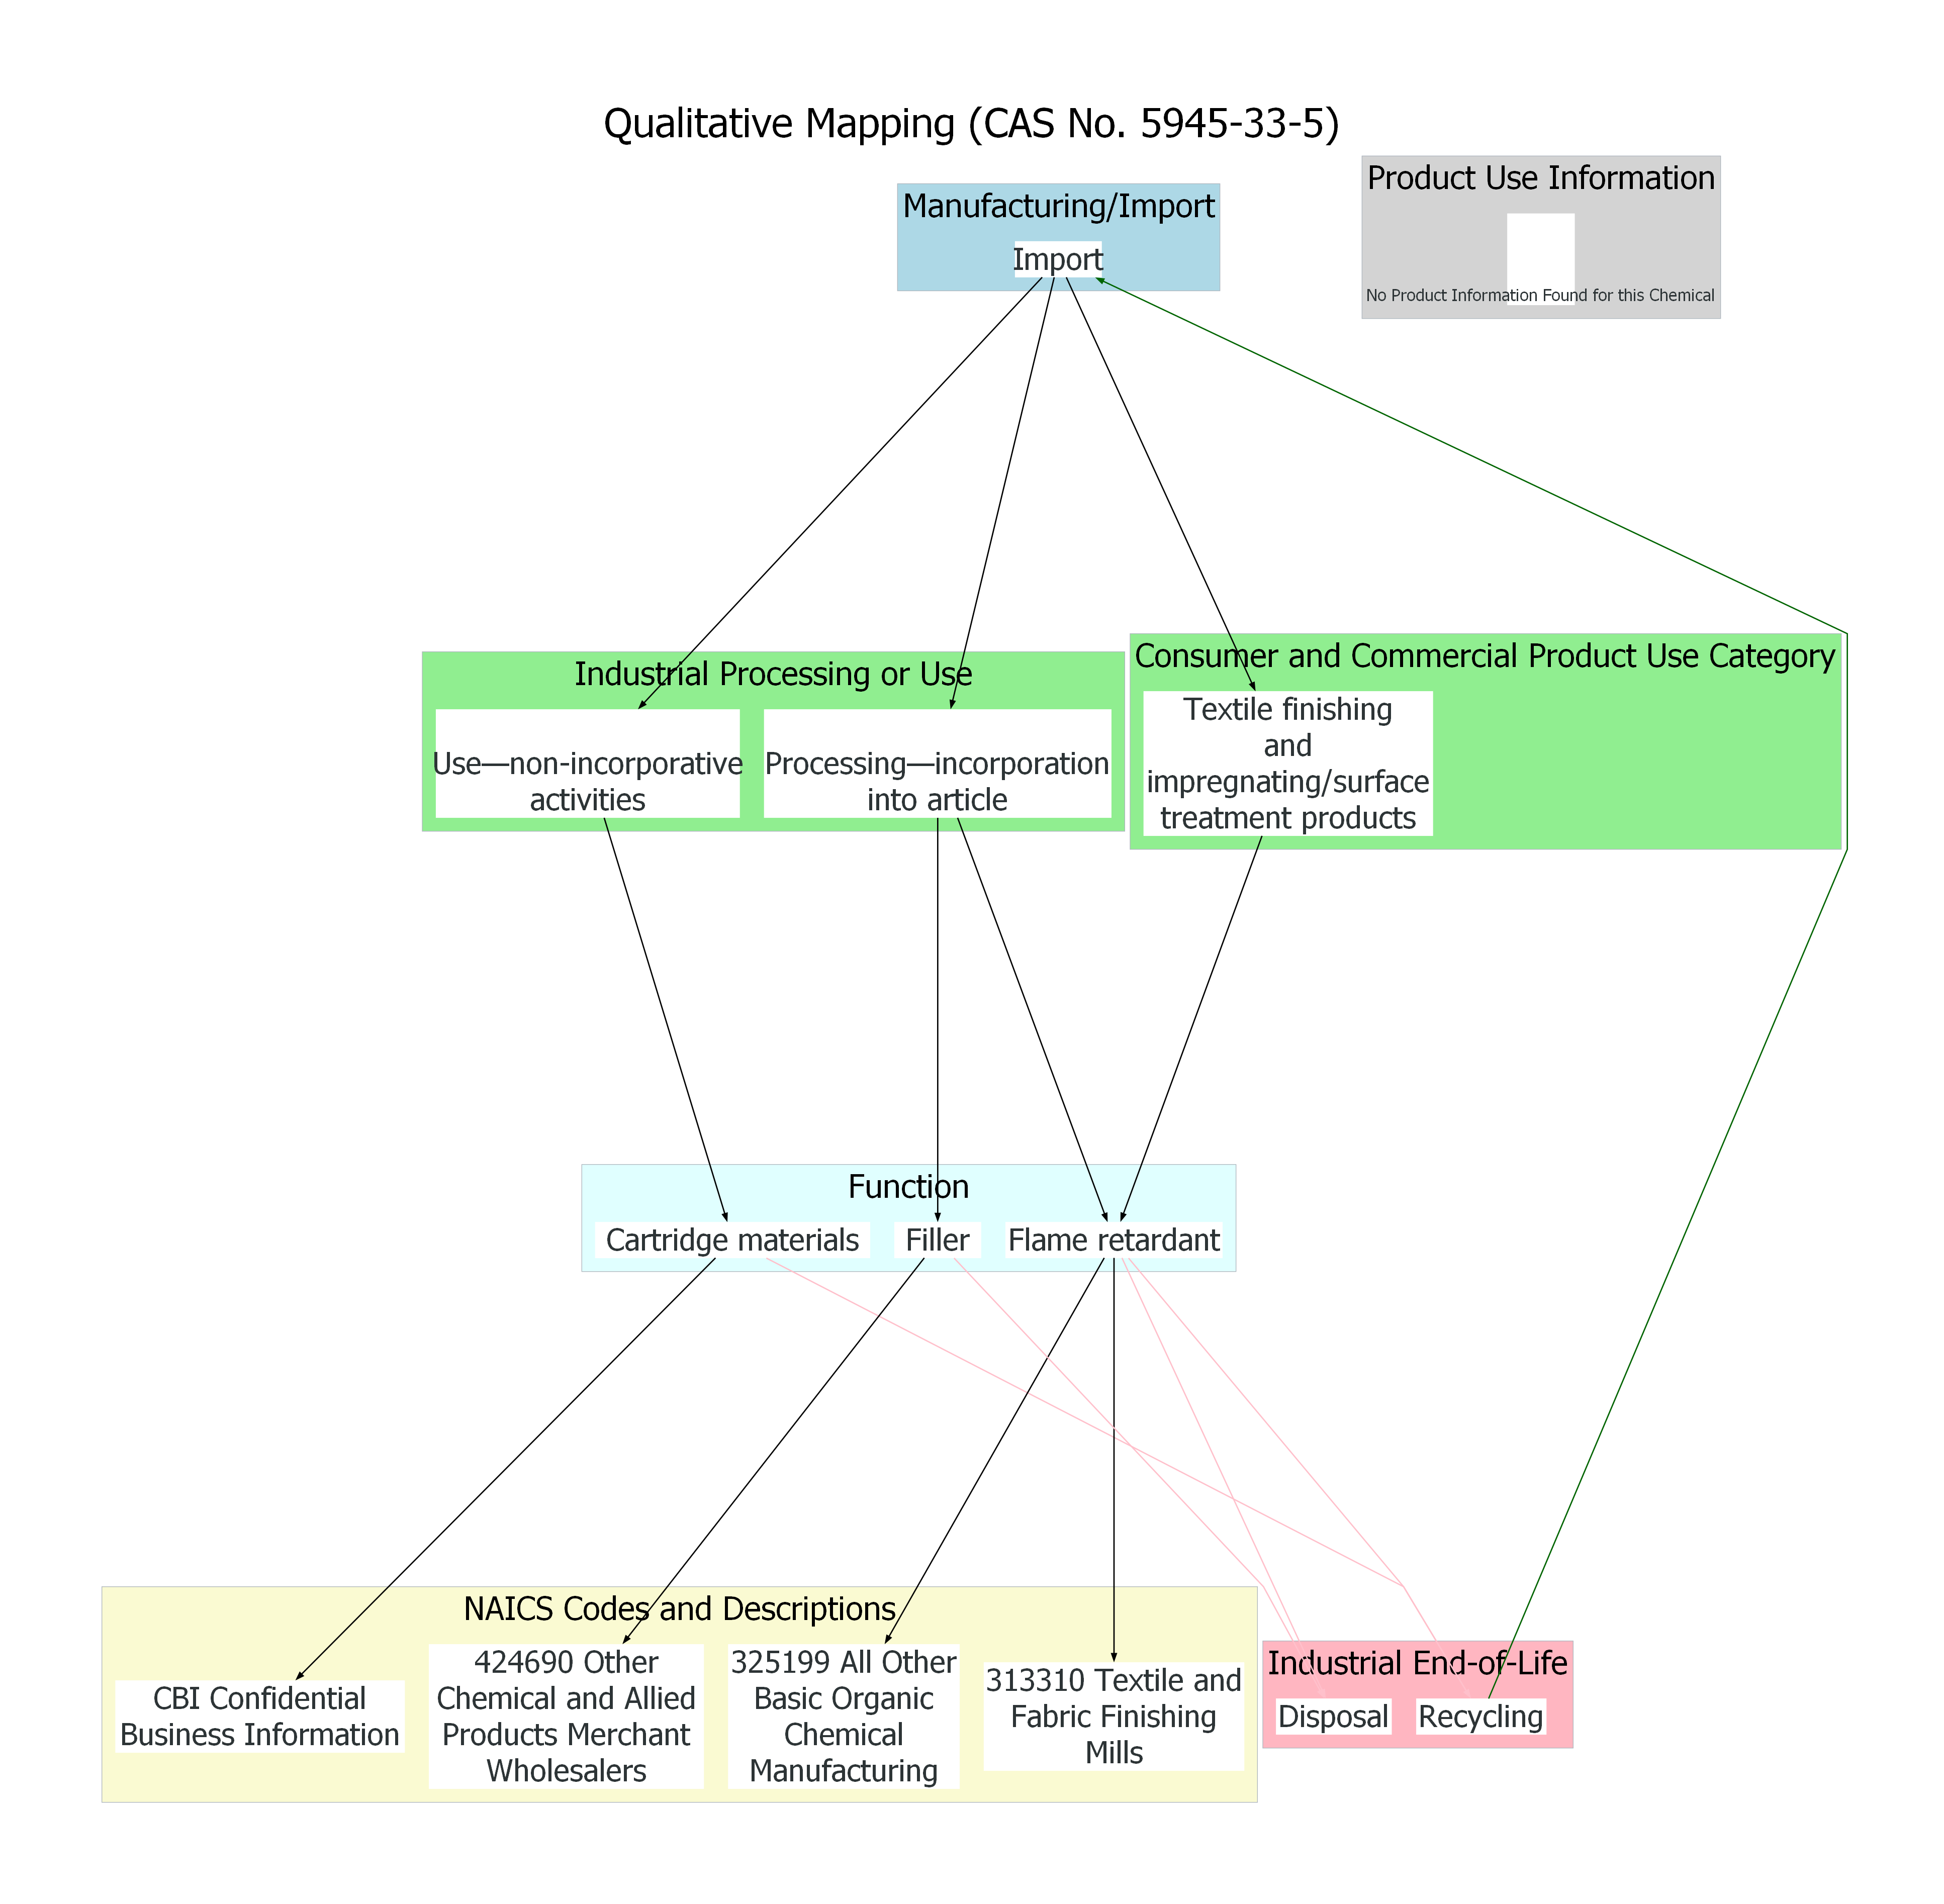 Qualitative Mapping (CAS No. 5945-33-5)
Manufacturing/Import
Import
Product Use Information
No Product Information Found for this Chemical
Industrial Processing or Use
Use—non-incorporative
activities
Processing—incorporation
into article
Consumer and Commercial Product Use Category
Textile finishing
and
impregnating/surface
treatment products
Function
Cartridge materials
Filler
Flame retardant
NAICS Codes and Descriptions
CBI Confidential
Business Information
424690 Other
Chemical and Allied
Products Merchant
Wholesalers
325199 All Other
Basic Organic
Chemical
Manufacturing
313310 Textile and
Fabric Finishing
Mills
Industrial End-of-Life
Disposal
Recycling